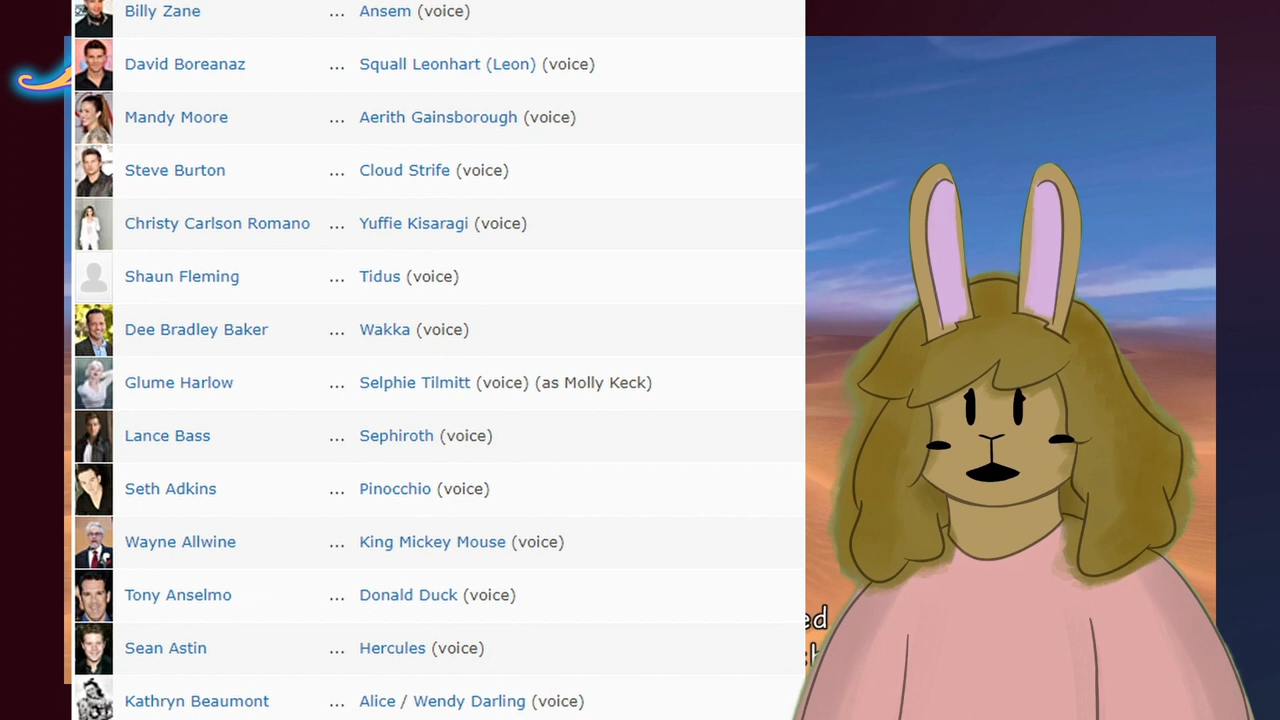 Billy Zane ... Ansem (voice)
David Boreanaz ... Squall Leonhart (Leon) (voice)
Mandy Moore ... Aerith Gainsborough (voice)
Steve Burton ... Cloud Strife (voice)
Christy Carlson Romano ... Yuffie Kisaragi (voice)
Shaun Fleming ... Tidus (voice)
Dee Bradley Baker ... Wakka (voice)
Glume Harlow ... Selphie Tilmitt (voice) (as Molly Keck)
Lance Bass ... Sephiroth (voice)
Seth Adkins ... Pinocchio (voice)
Wayne Allwine ... King Mickey Mouse (voice)
Tony Anselmo ... Donald Duck (voice)
Sean Astin ... Hercules (voice)
Kathryn Beaumont ... Alice / Wendy Darling (voice)